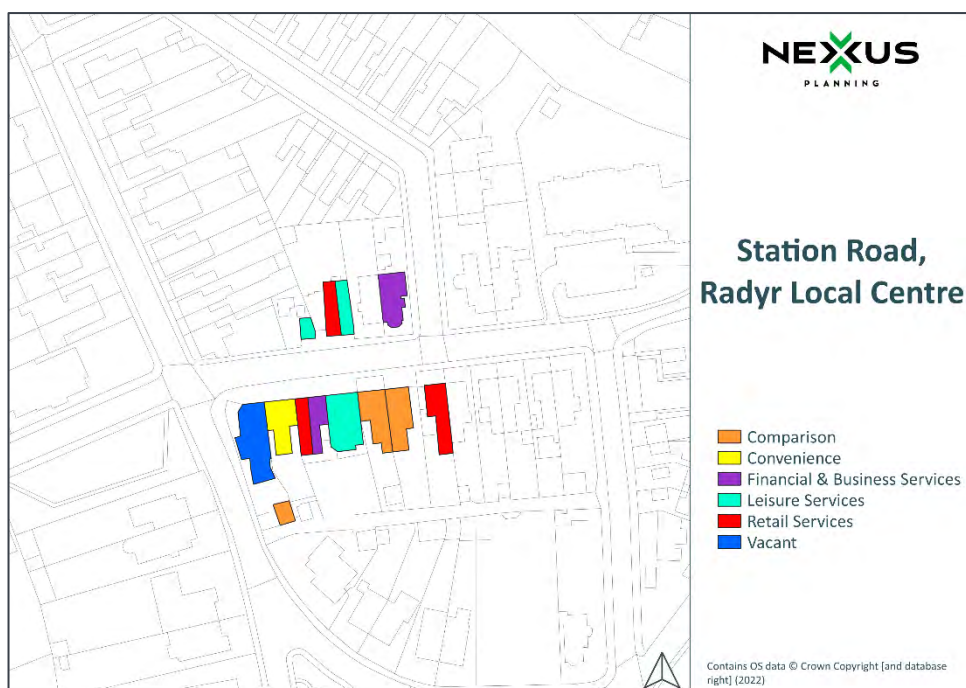 NEXUS
PLANNING
Station Road,
Radyr Local Centre
Comparison
Convenience
Financial & Business Services
Leisure Services
Retail Services
Vacant
Contains OS data © Crown Copyright [and database
right] (2022)